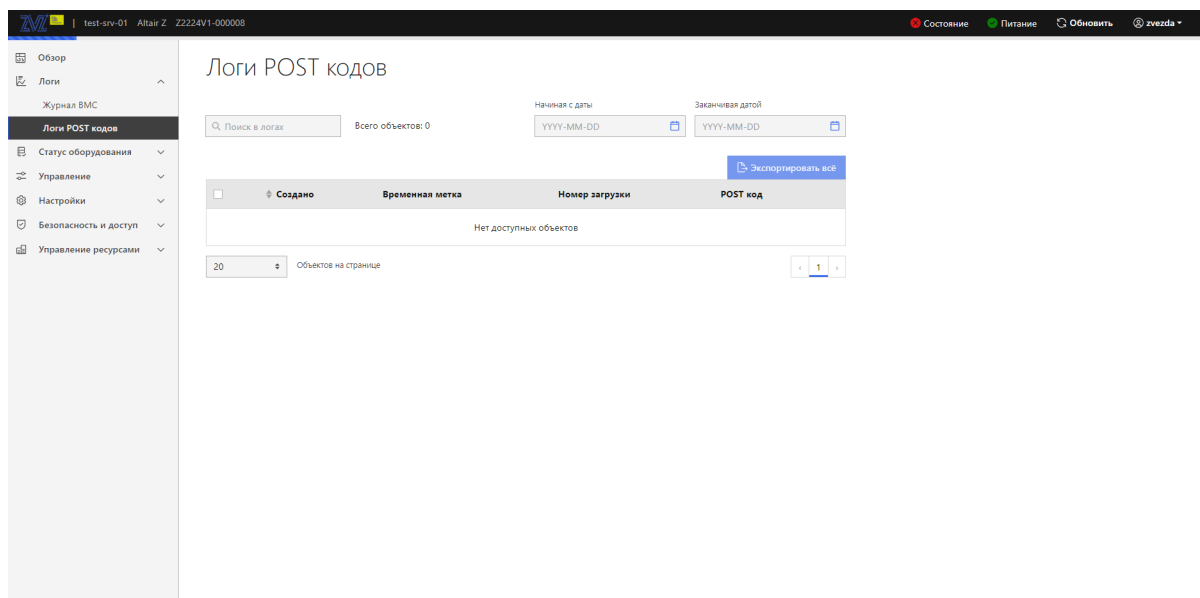 ZVZ | test-srv-01 Altair Z Z2224V1-000008 Состояние Питание Обновить zvezda
Обзор
Логи
Журнал BMC
Логи POST кодов
Статус оборудования
Управление
Настройки
Безопасность и доступ
Управление ресурсами
Логи POST кодов
Начиная с даты Заканчивая датой
Поиск в логах Всего объектов: 0 YYYY-MM-DD YYYY-MM-DD
Экспортировать всё
Создано Временная метка Номер загрузки POST код
Нет доступных объектов
20 Объектов на странице ‹ 1 ›